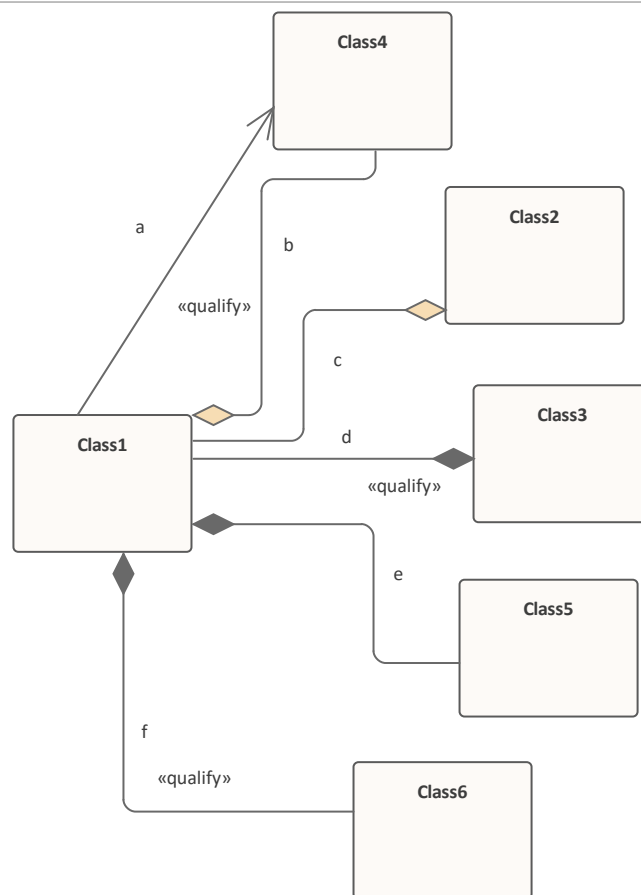 Class4
a
b
Class2
«qualify»
c
Class1
d
Class3
«qualify»
e
Class5
f
«qualify»
Class6